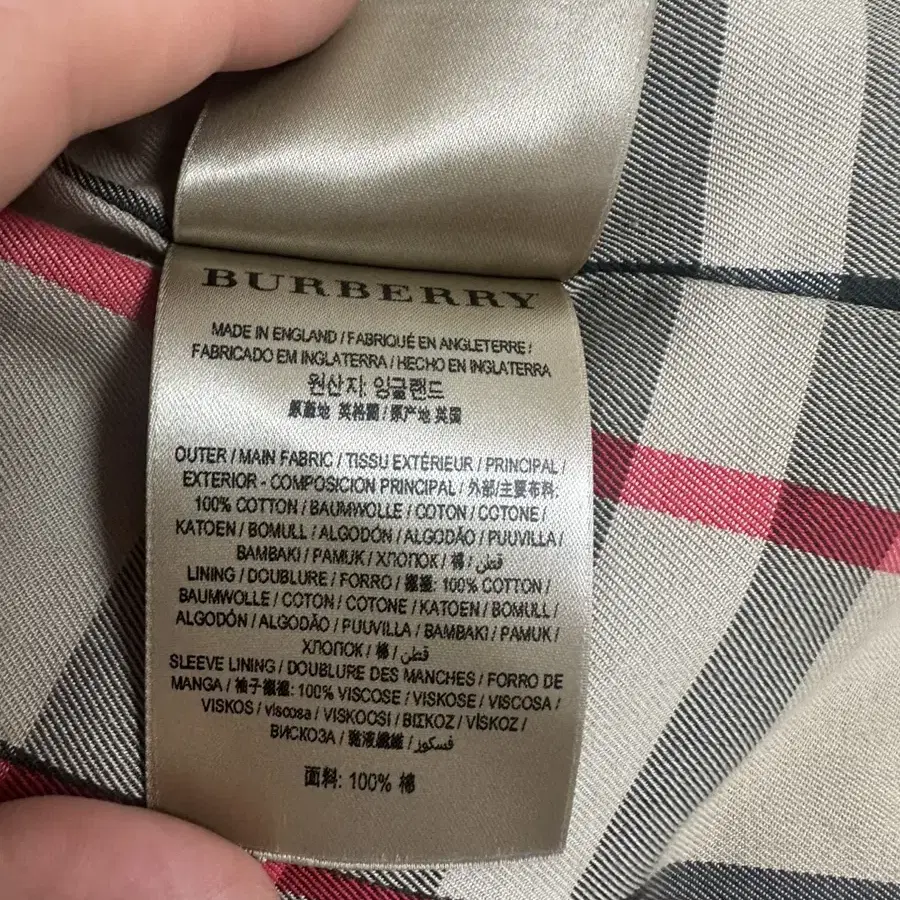 BURBERRY
MADE IN ENGLAND / FABRIQUÉ EN ANGLETERRE /
FABRICADO EM INGLATERRA / HECHO EN INGLATERRA
원산지: 잉글랜드
原產地 英格蘭 / 原产地 英国
OUTER / MAIN FABRIC / TISSU EXTÉRIEUR / PRINCIPAL /
EXTERIOR - COMPOSICION PRINCIPAL / 外部/主要布料:
100% COTTON / BAUMWOLLE / COTON / COTONE /
KATOEN / BOMULL / ALGODÓN / ALGODÃO / PUUVILLA /
BAMBAKI / PAMUK / ХЛОПОК / 棉 / قطن /
LINING / DOUBLURE / FORRO / 襯裡: 100% COTTON /
BAUMWOLLE / COTON / COTONE / KATOEN / BOMULL /
ALGODÓN / ALGODÃO / PUUVILLA / BAMBAKI / PAMUK /
ХЛОПОК / 棉 / قطن /
SLEEVE LINING / DOUBLURE DES MANCHES / FORRO DE
MANGA / 袖子襯裡: 100% VISCOSE / VISKOSE / VISCOSA /
VISKOS / viscosa / VISKOOSI / ΒΙΣΚΟΖ / VİSKOZ /
ВИСКОЗА / 黏液纖維 / فسكوز /
面料: 100% 棉